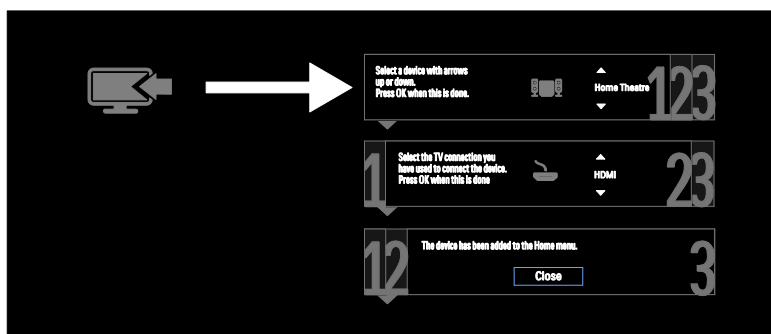 Select a device with arrows
up or down.
Press OK when this is done.
Home Theatre
123
1
Select the TV connection you
have used to connect the device.
Press OK when this is done
HDMI
23
12
The device has been added to the Home menu.
Close
3